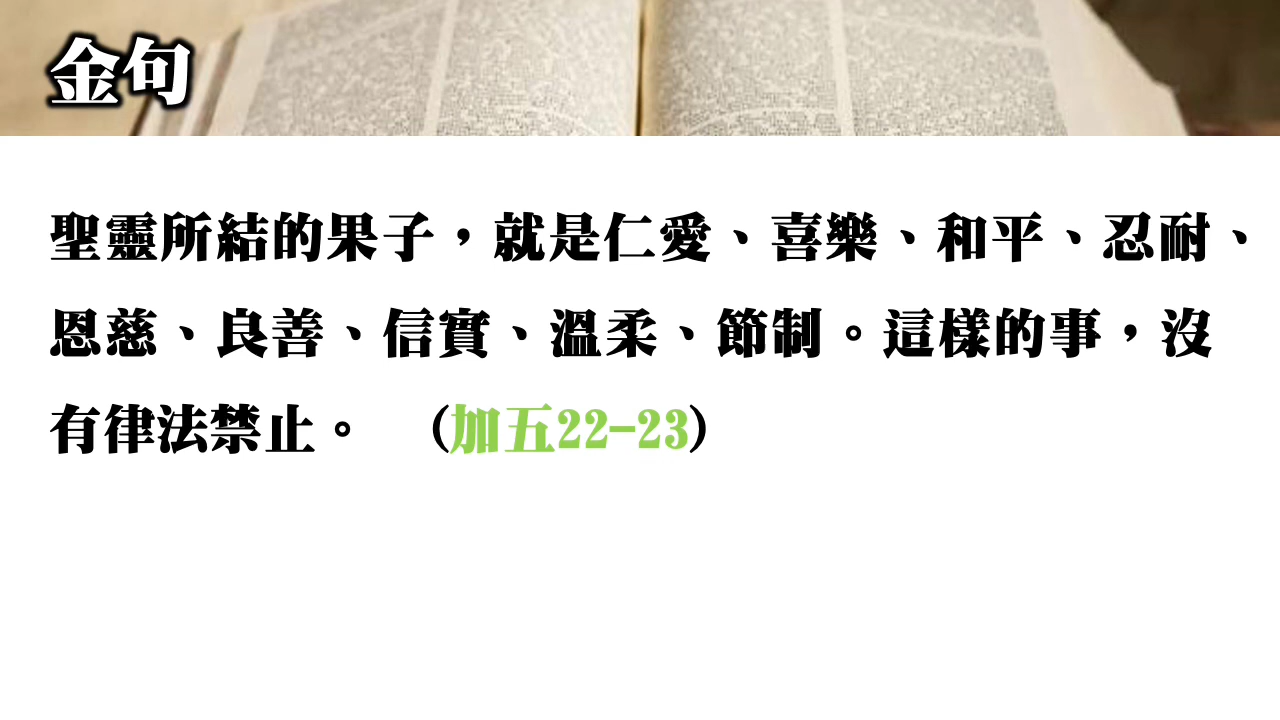 金句
聖靈所結的果子，就是仁愛、喜樂、和平、忍耐、
恩慈、良善、信實、溫柔、節制。這樣的事，沒
有律法禁止。 (加五22-23)